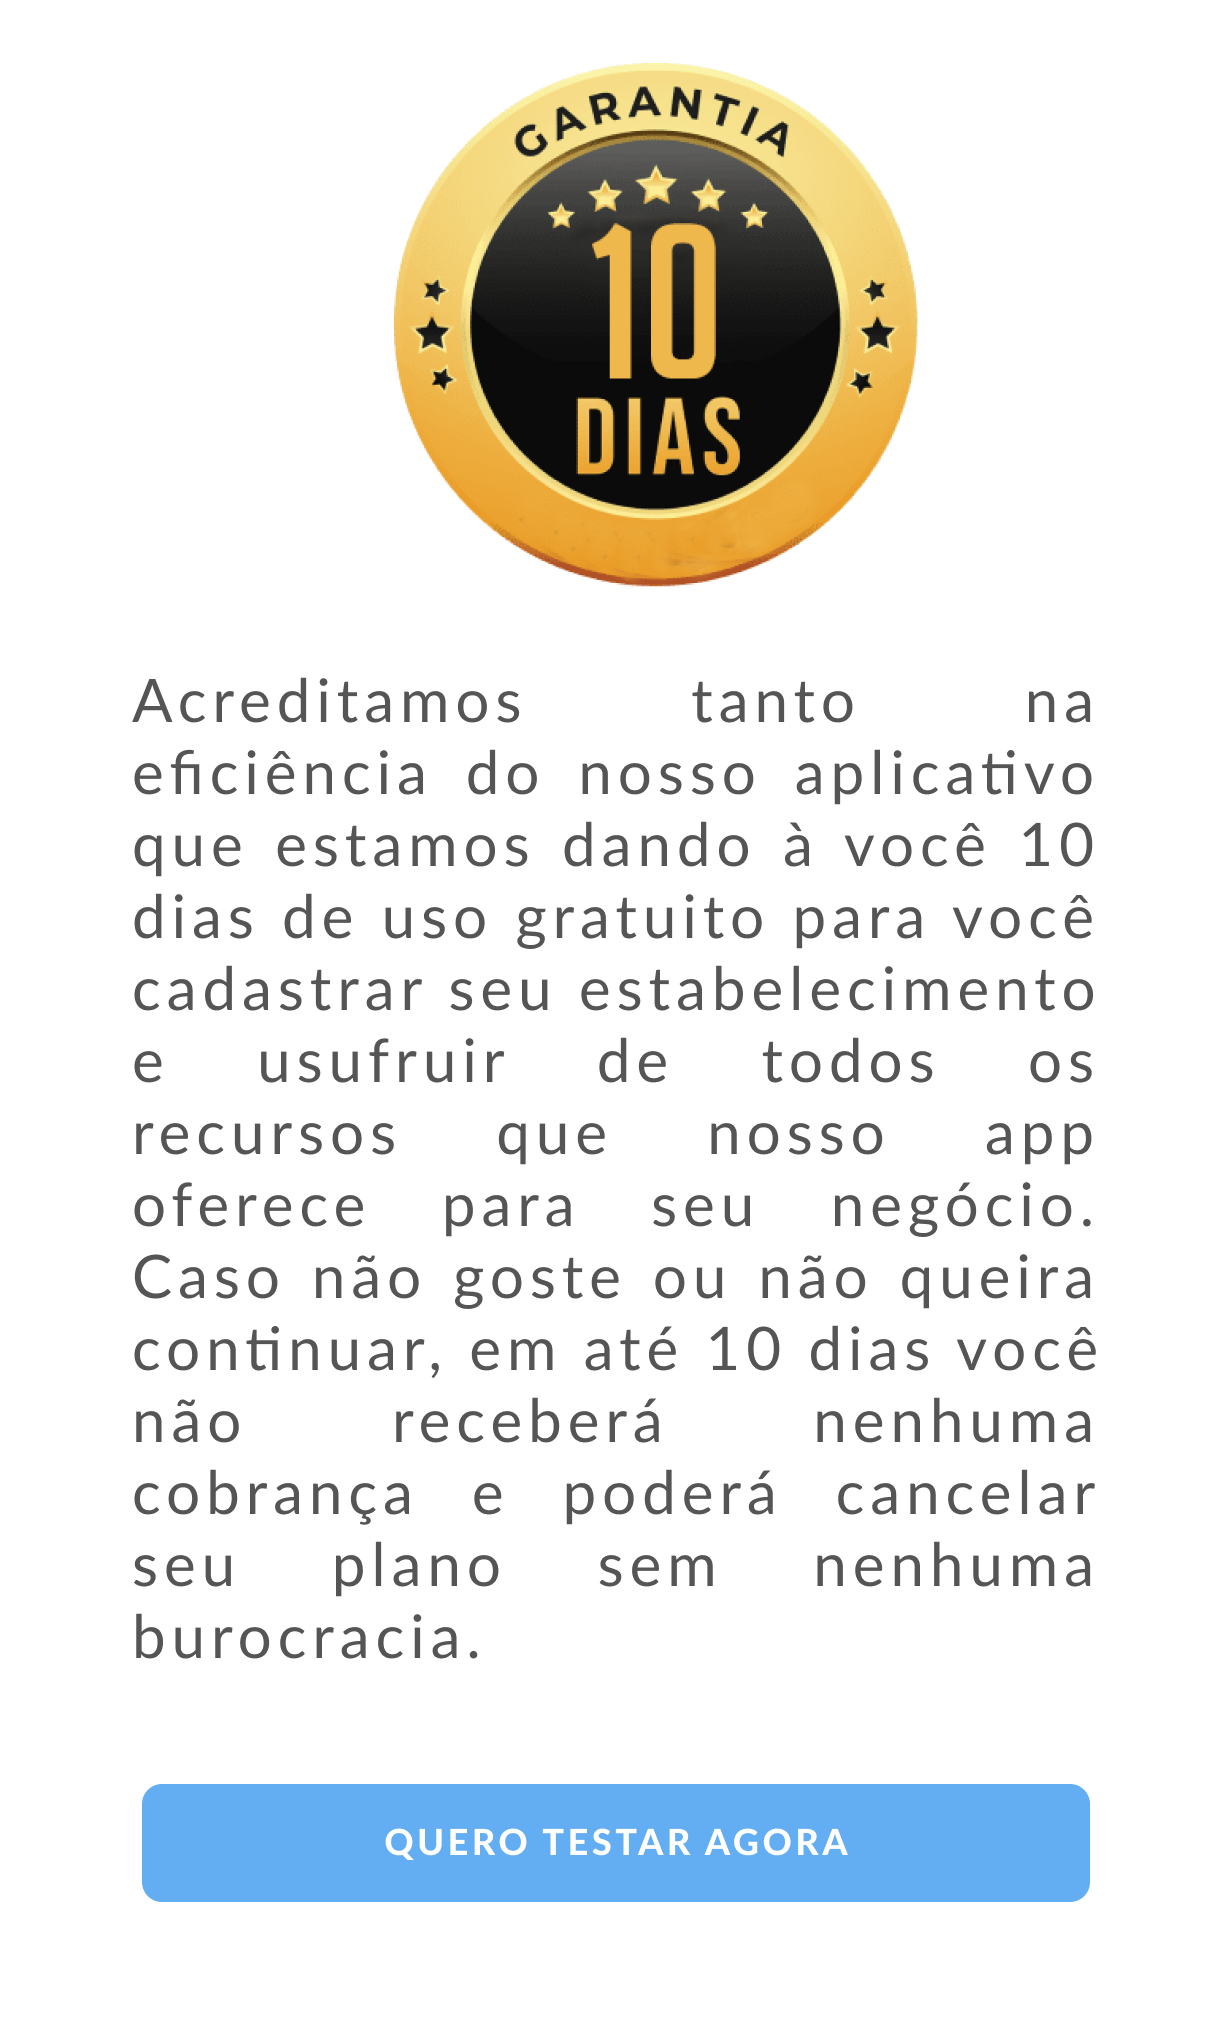 GARANTIA
10
DIAS
Acreditamos tanto na
eficiência do nosso aplicativo
que estamos dando à você 10
dias de uso gratuito para você
cadastrar seu estabelecimento
e usufruir de todos os
recursos que nosso app
oferece para seu negócio.
Caso não goste ou não queira
continuar, em até 10 dias você
não receberá nenhuma
cobrança e poderá cancelar
seu plano sem nenhuma
burocracia.
QUERO TESTAR AGORA